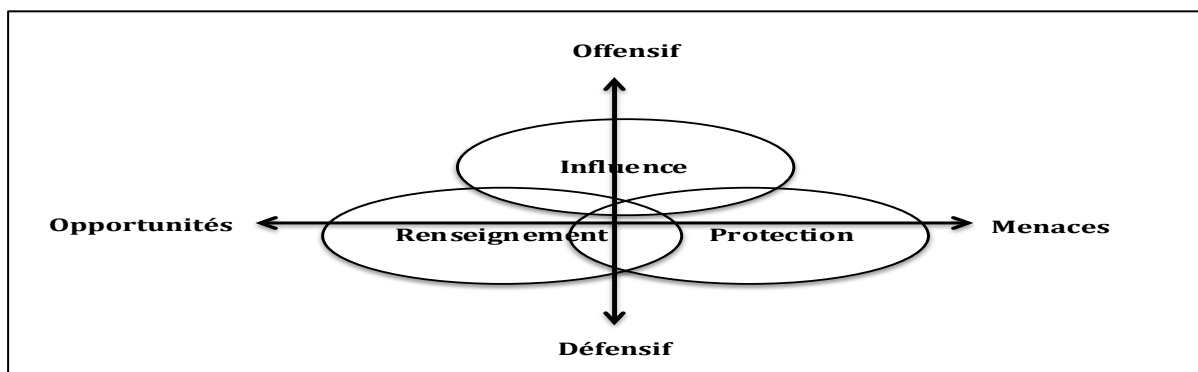 Offensif
Influence
Opportunités
Menaces
Renseignement
Protection
Défensif